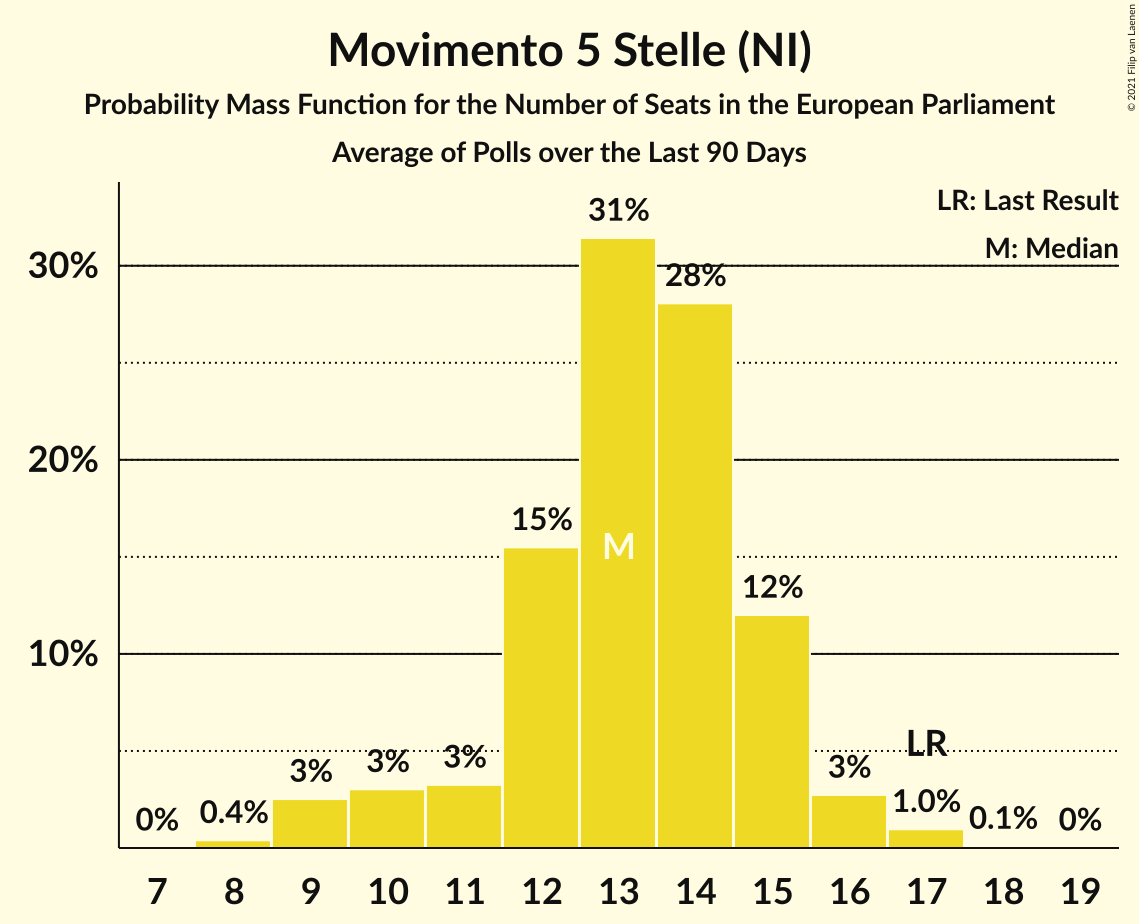 Movimento 5 Stelle (NI)
Probability Mass Function for the Number of Seats in the European Parliament
Average of Polls over the Last 90 Days
© 2021 Filip van Laenen
LR: Last Result
M: Median
30%
20%
10%
0%
0.4%
3%
3%
3%
15%
31%
M
28%
12%
3%
LR
1.0%
0.1%
0%
7 8 9 10 11 12 13 14 15 16 17 18 19